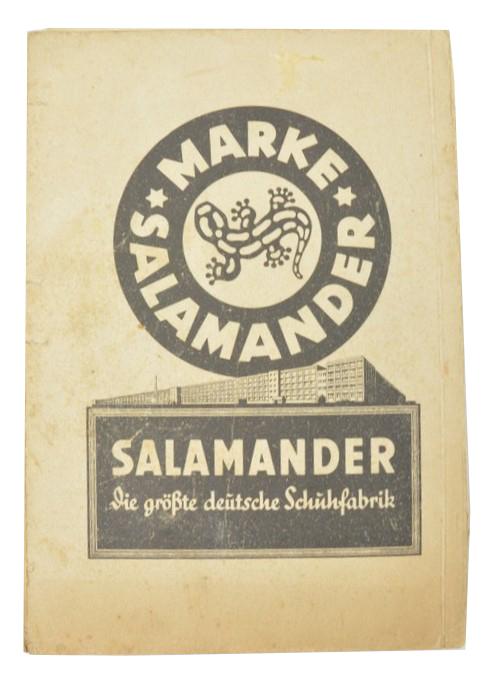 MARKE
SALAMANDER
SALAMANDER
Die größte deutsche Schuhfabrik